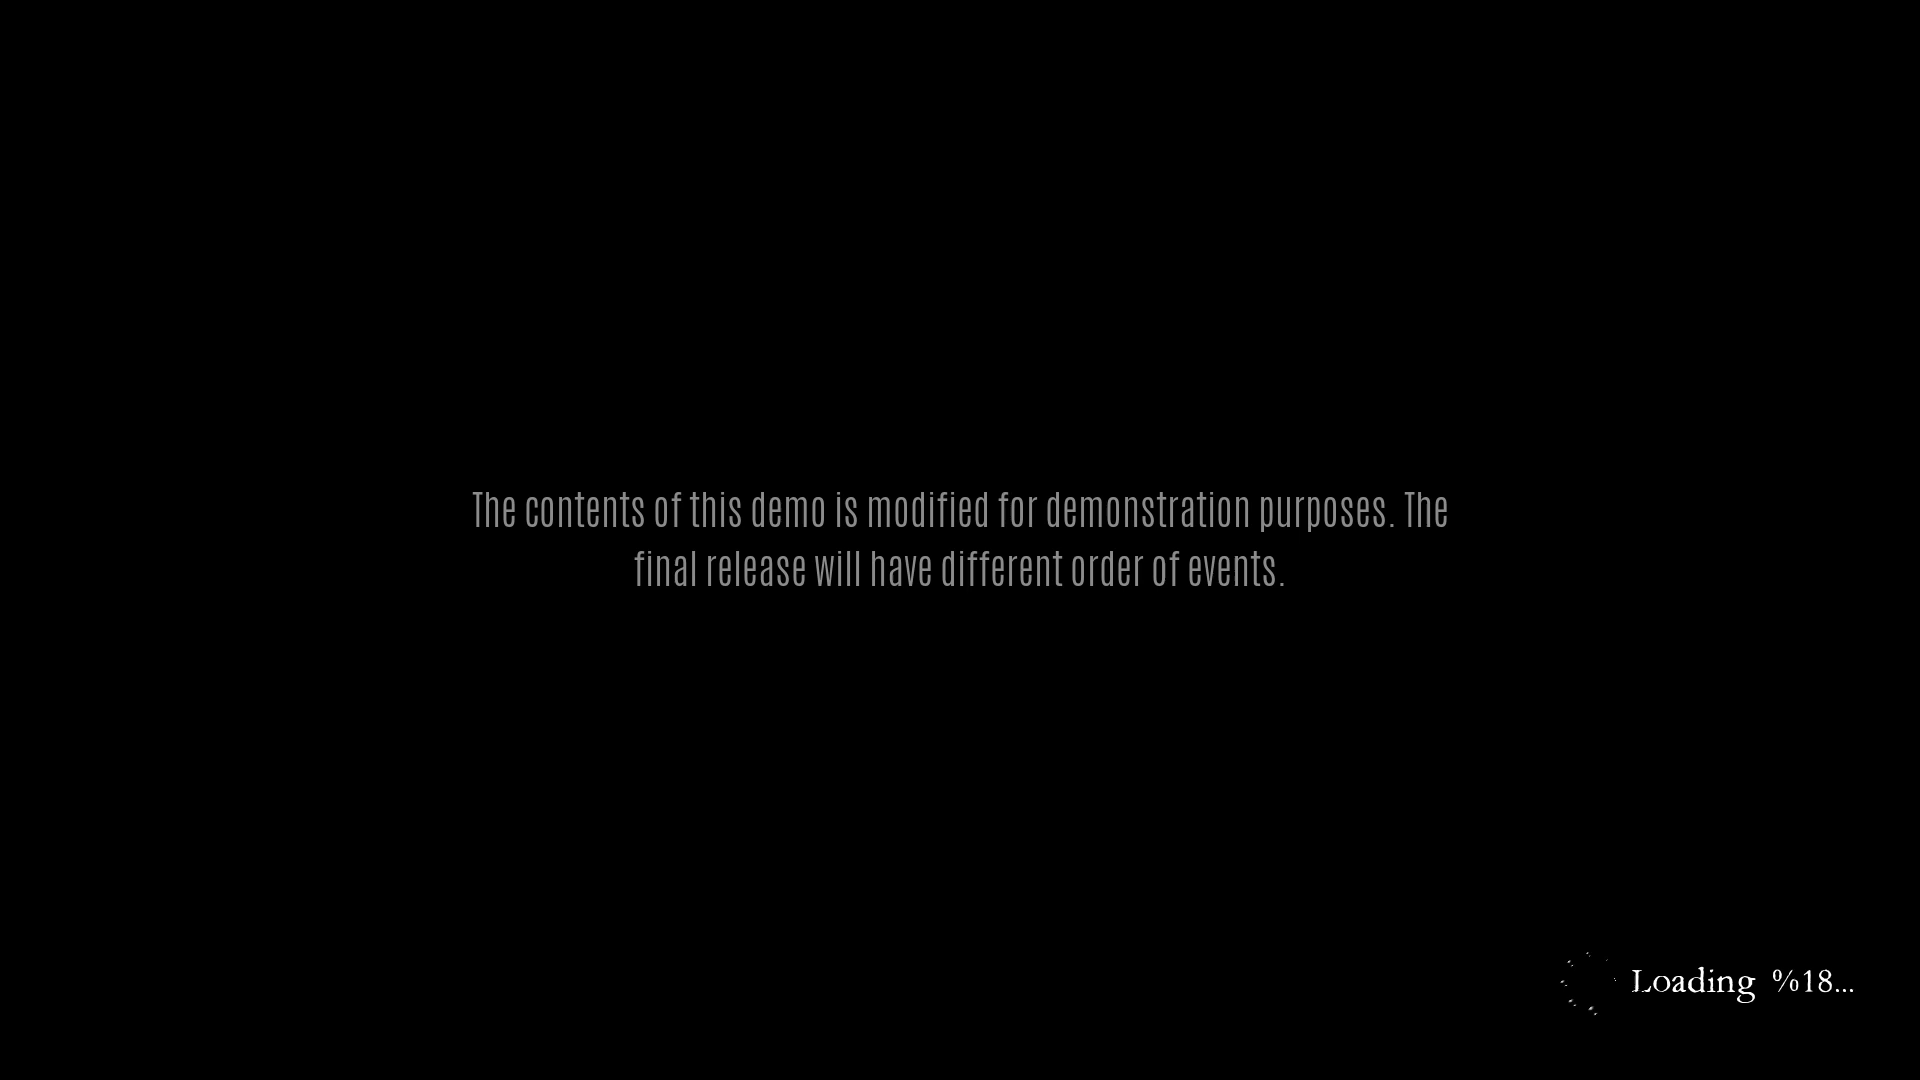 The contents of this demo is modified for demonstration purposes. The
final release will have different order of events.
Loading %18...